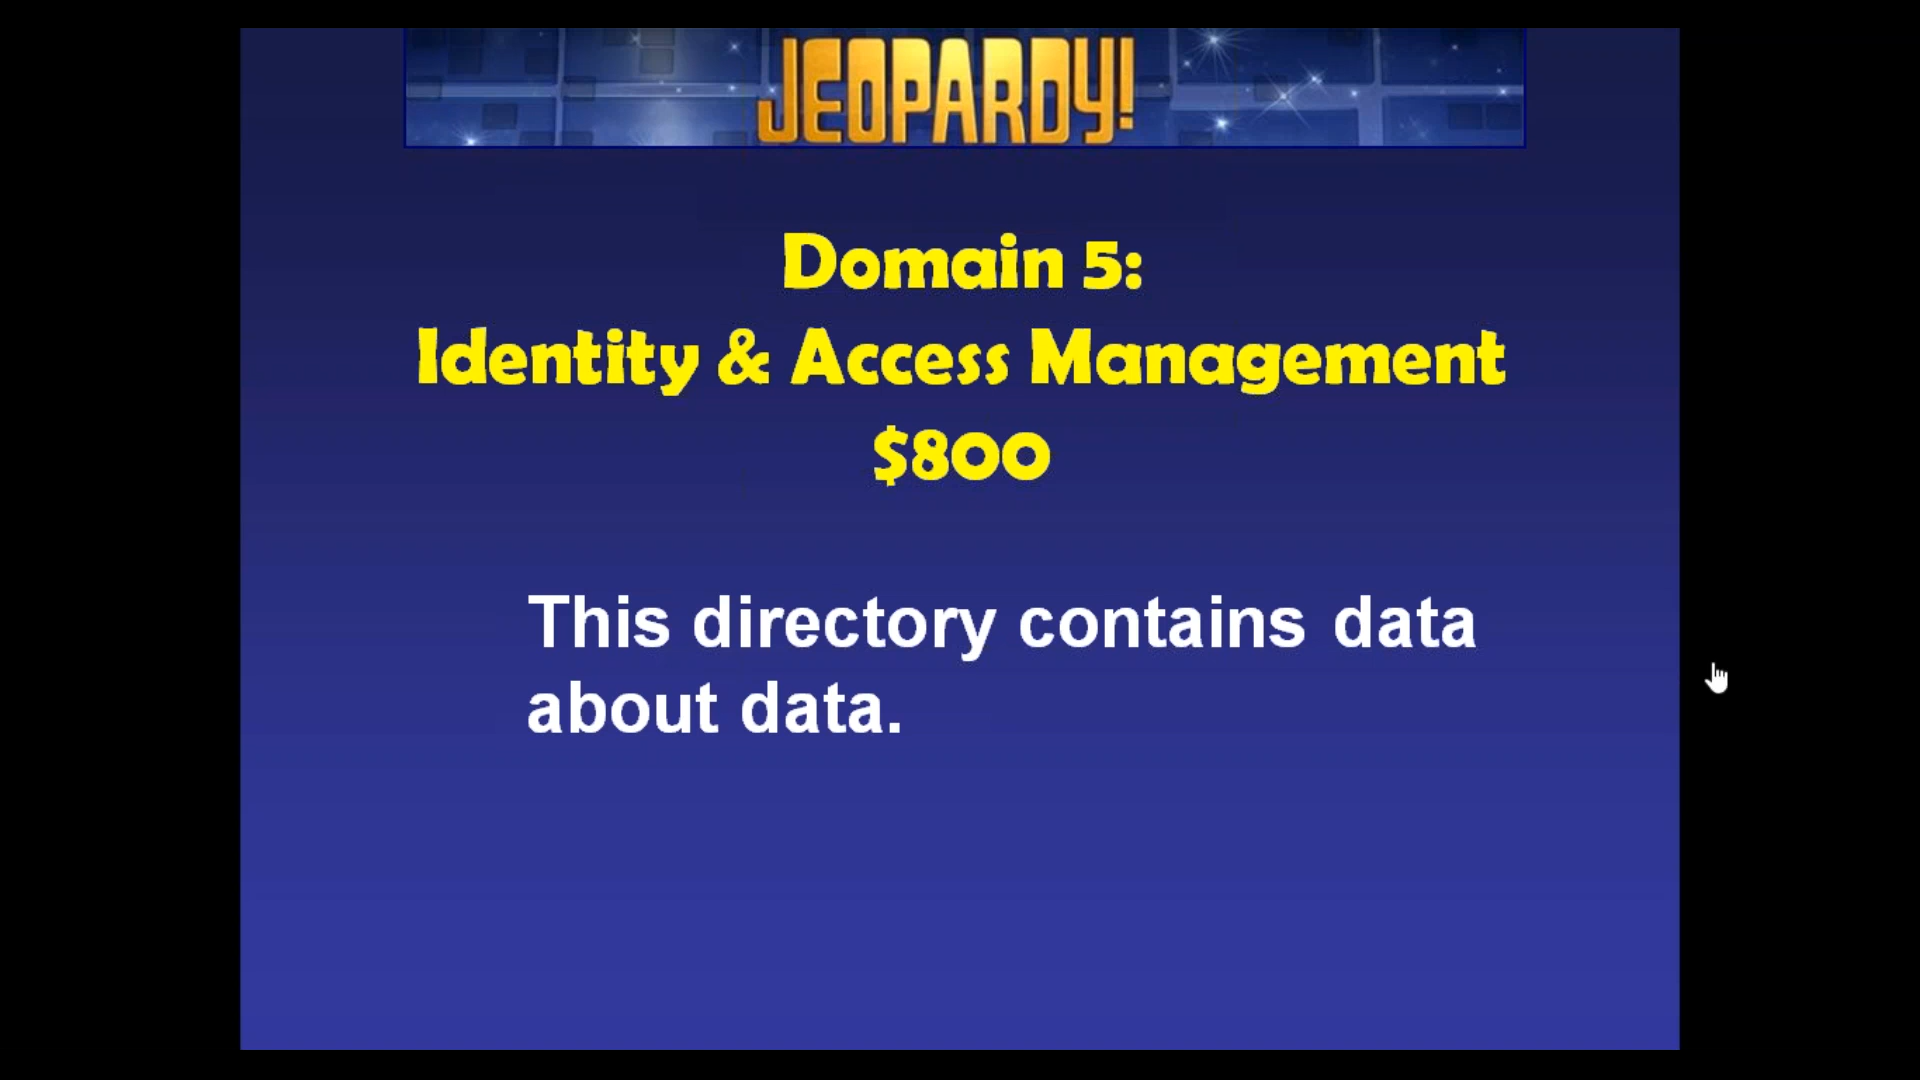 JEOPARDY!
Domain 5:
Identity & Access Management
$800
This directory contains data
about data.